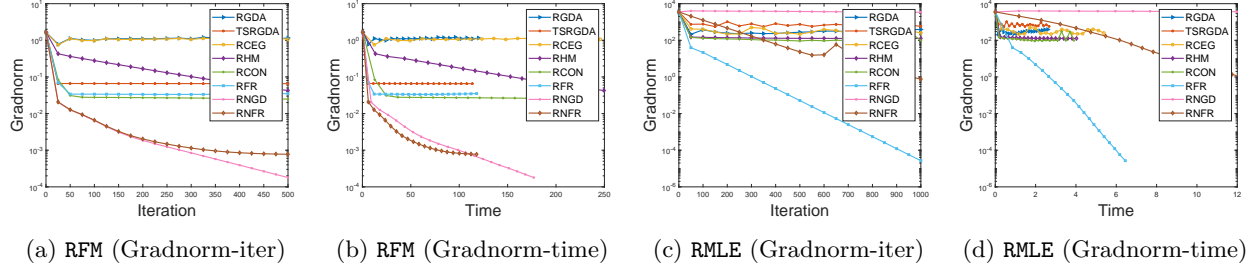 Gradnorm
10^1
10^0
10^-1
10^-2
10^-3
10^-4
0 50 100 150 200 250 300 350 400 450 500
Iteration
RGDA
TSRGDA
RCEG
RHM
RCON
RFR
RNGD
RNFR
(a) RFM (Gradnorm-iter)
Gradnorm
10^1
10^0
10^-1
10^-2
10^-3
10^-4
0 50 100 150 200 250
Time
RGDA
TSRGDA
RCEG
RHM
RCON
RFR
RNGD
RNFR
(b) RFM (Gradnorm-time)
Gradnorm
10^4
10^2
10^0
10^-2
10^-4
10^-6
0 100 200 300 400 500 600 700 800 900 1000
Iteration
RGDA
TSRGDA
RCEG
RHM
RCON
RFR
RNGD
RNFR
(c) RMLE (Gradnorm-iter)
Gradnorm
10^4
10^2
10^0
10^-2
10^-4
10^-6
0 2 4 6 8 10 12
Time
RGDA
TSRGDA
RCEG
RHM
RCON
RFR
RNGD
RNFR
(d) RMLE (Gradnorm-time)